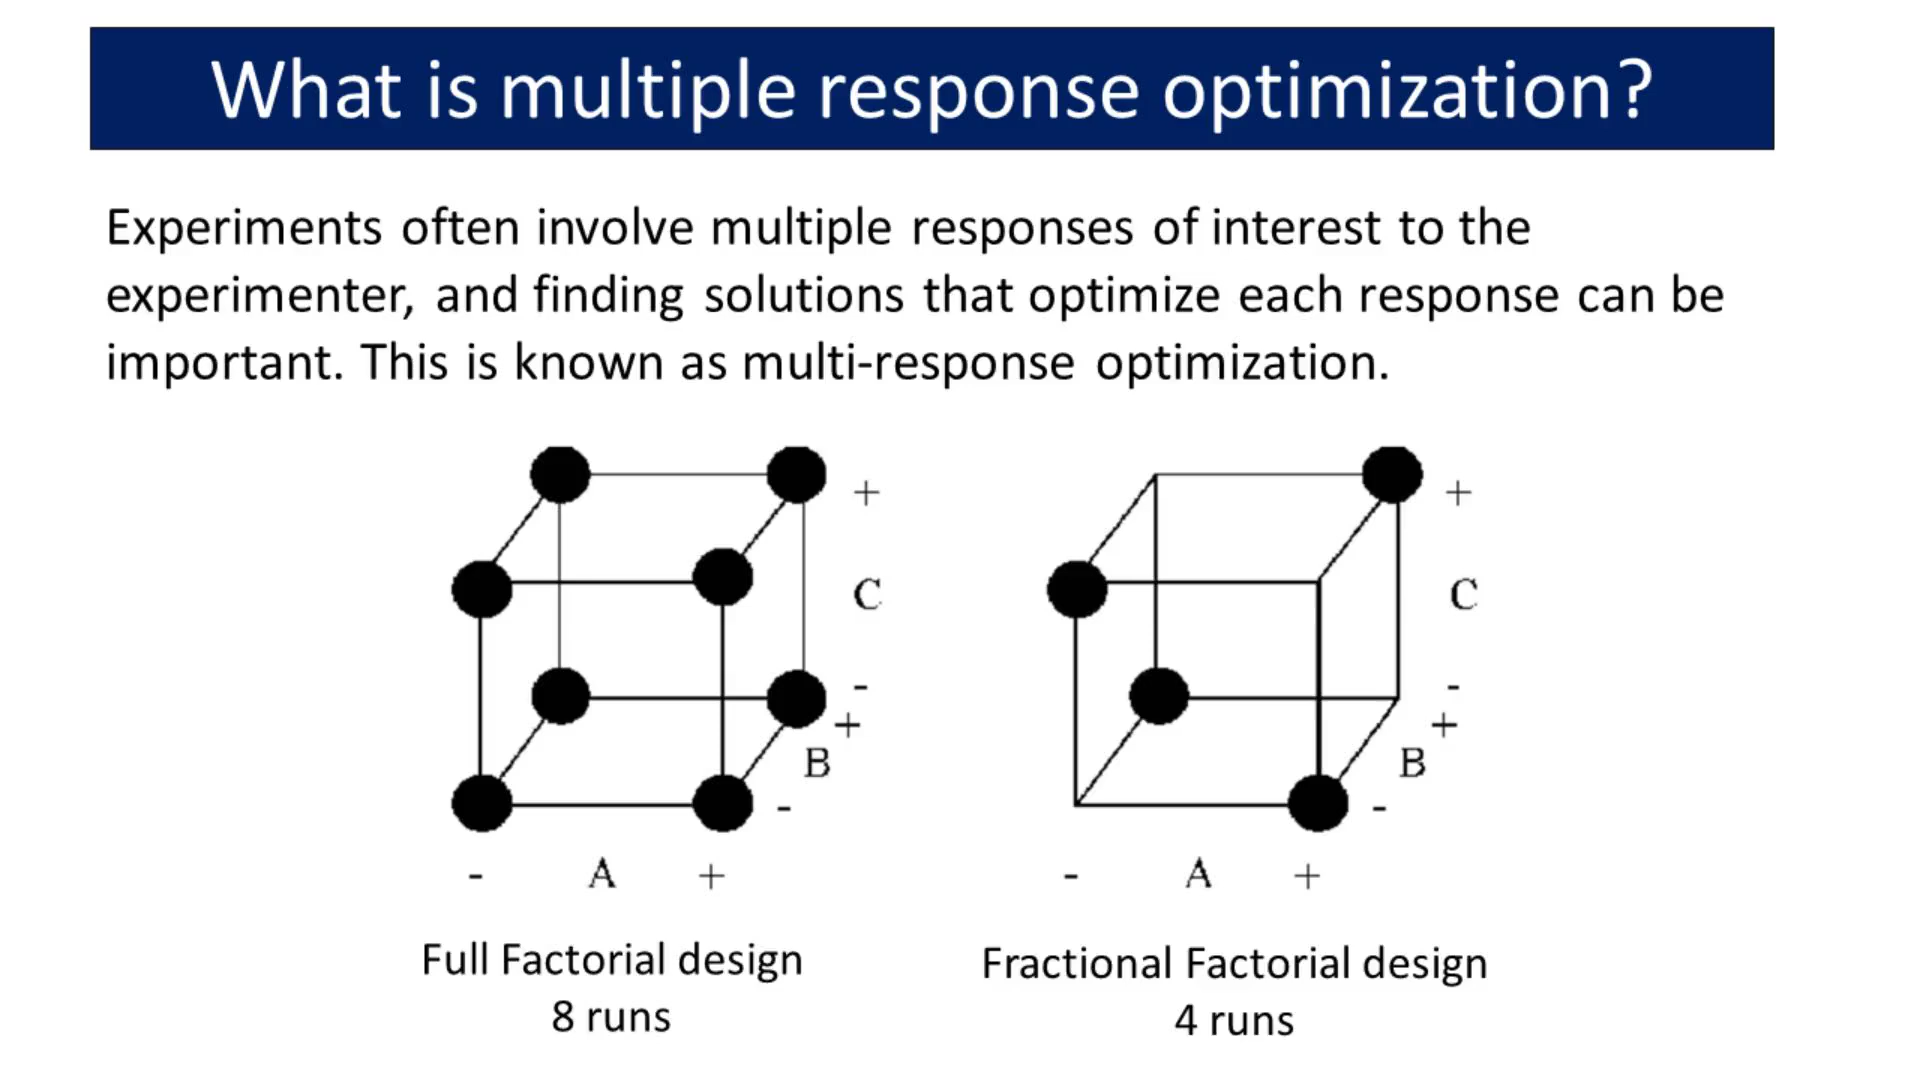 What is multiple response optimization?
Experiments often involve multiple responses of interest to the
experimenter, and finding solutions that optimize each response can be
important. This is known as multi-response optimization.
+
C
-
+
B
-
- A +
Full Factorial design
8 runs
+
C
-
+
B
-
- A +
Fractional Factorial design
4 runs